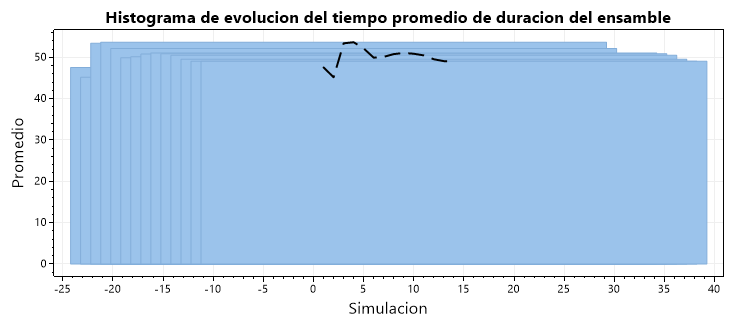 Histograma de evolucion del tiempo promedio de duracion del ensamble
50
40
30
20
10
0
Promedio
-25 -20 -15 -10 -5 0 5 10 15 20 25 30 35 40
Simulacion